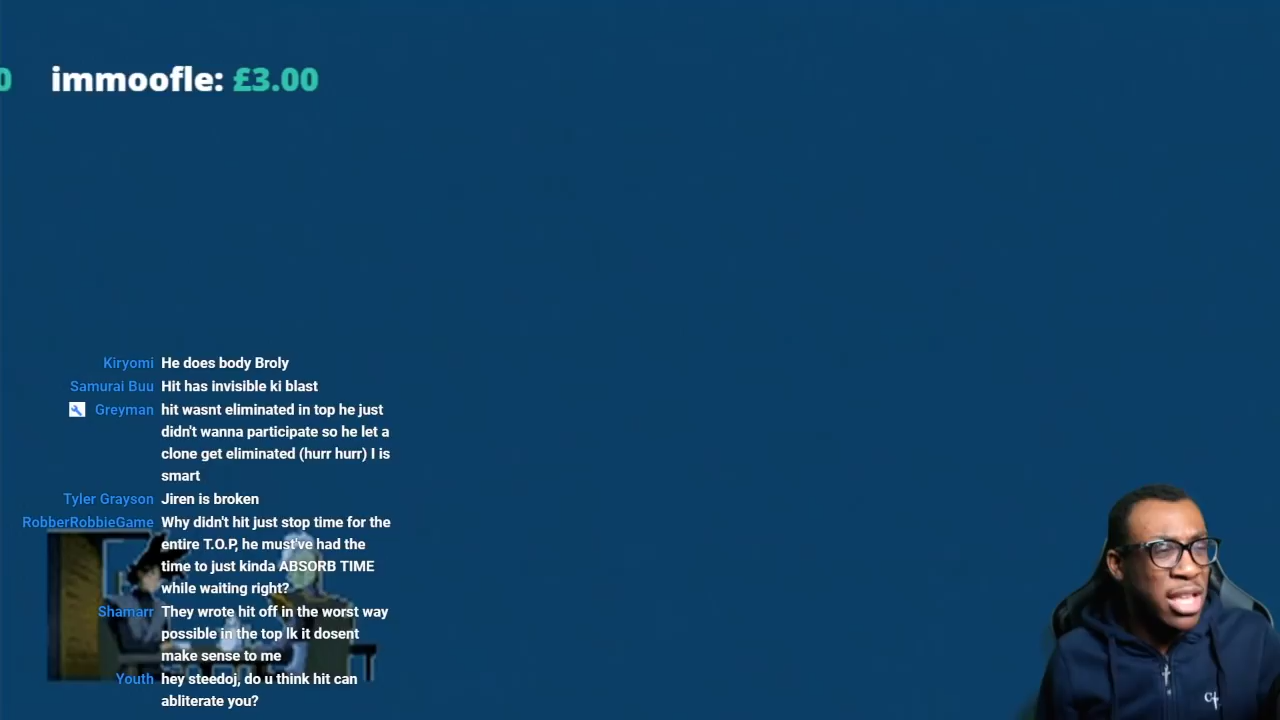 0 immoofle: £3.00
Kiryomi He does body Broly
Samurai Buu Hit has invisible ki blast
Greyman hit wasnt eliminated in top he just
didn't wanna participate so he let a
clone get eliminated (hurr hurr) I is
smart
Tyler Grayson Jiren is broken
RobberRobbieGame Why didn't hit just stop time for the
entire T.O.P, he must've had the
time to just kinda ABSORB TIME
while waiting right?
Shamarr They wrote hit off in the worst way
possible in the top lk it dosent
make sense to me
Youth hey steedoj, do u think hit can
abliterate you?